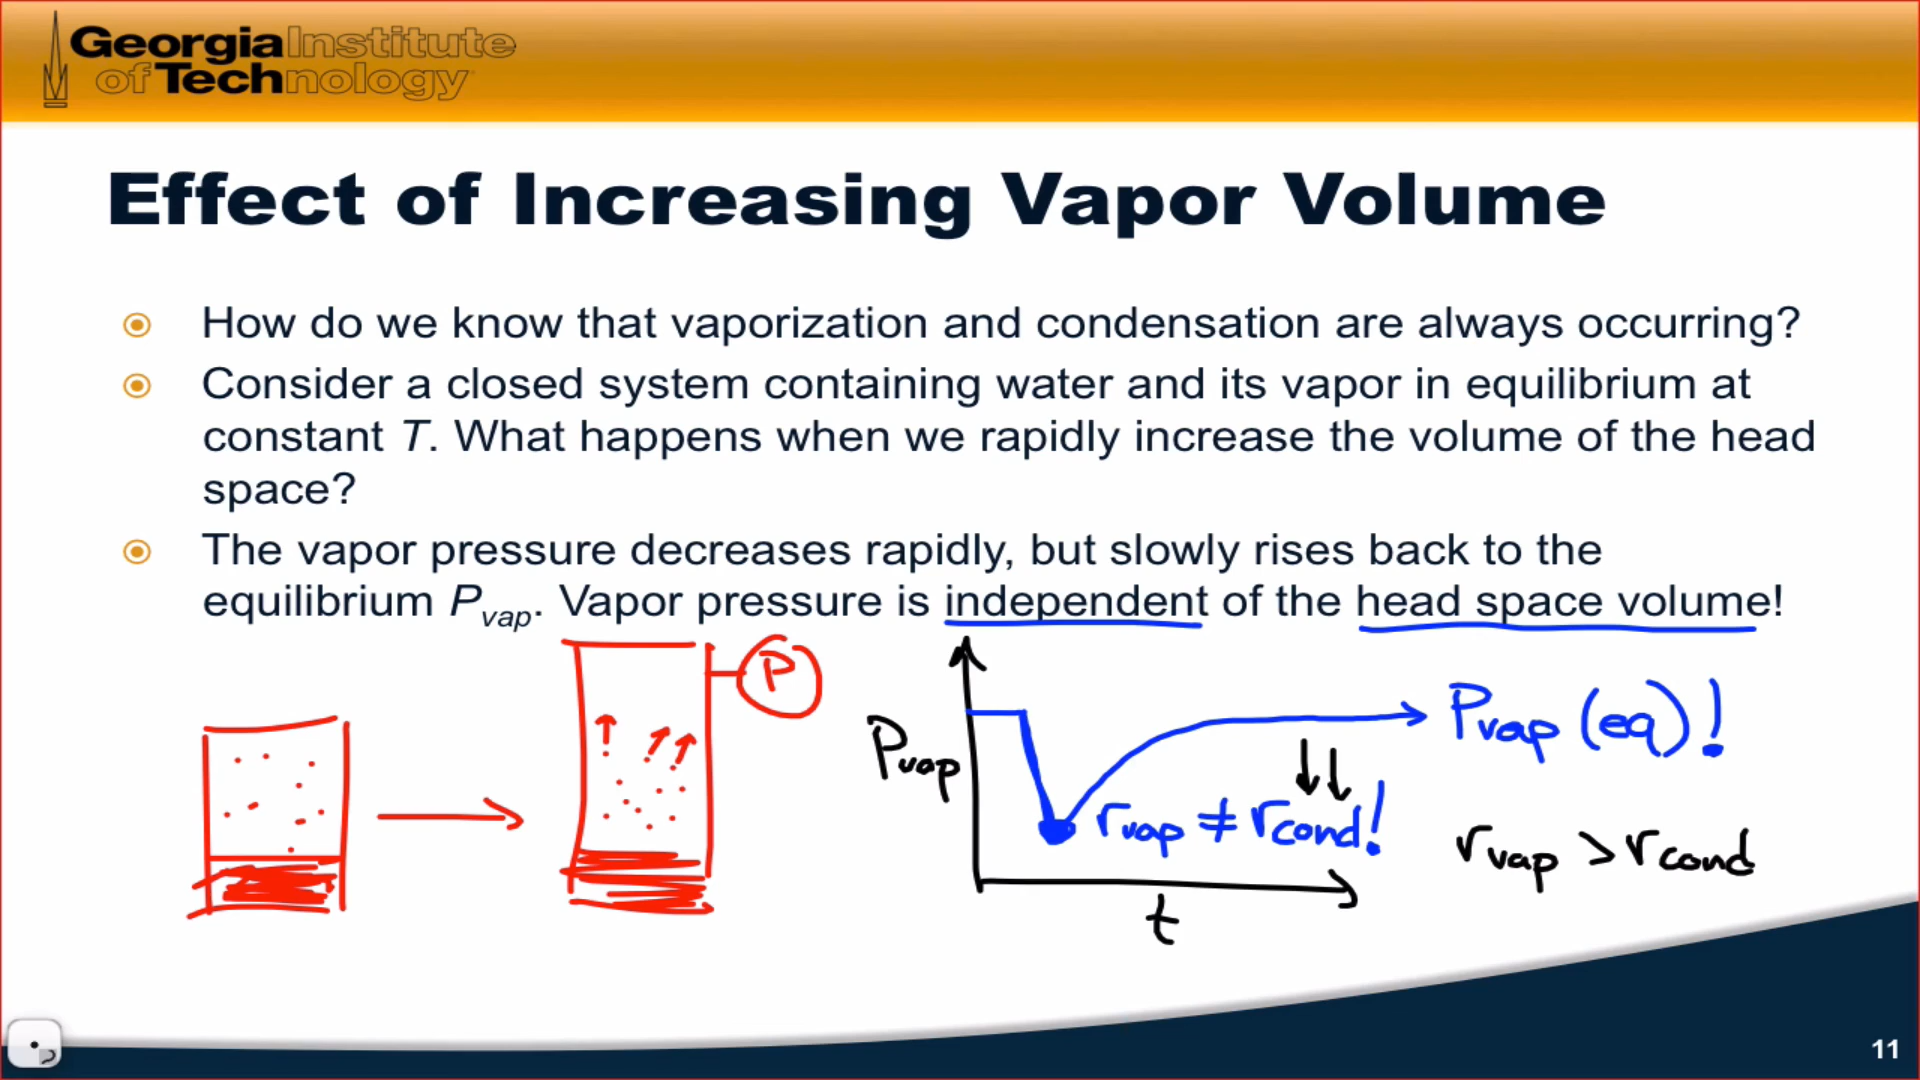 Georgia Institute
of Technology
Effect of Increasing Vapor Volume
How do we know that vaporization and condensation are always occurring?
Consider a closed system containing water and its vapor in equilibrium at
constant T. What happens when we rapidly increase the volume of the head
space?
The vapor pressure decreases rapidly, but slowly rises back to the
equilibrium Pvap. Vapor pressure is independent of the head space volume!
P
Pvap
Pvap (eq)!
rvap ≠ rcond!
rvap > rcond
t
11